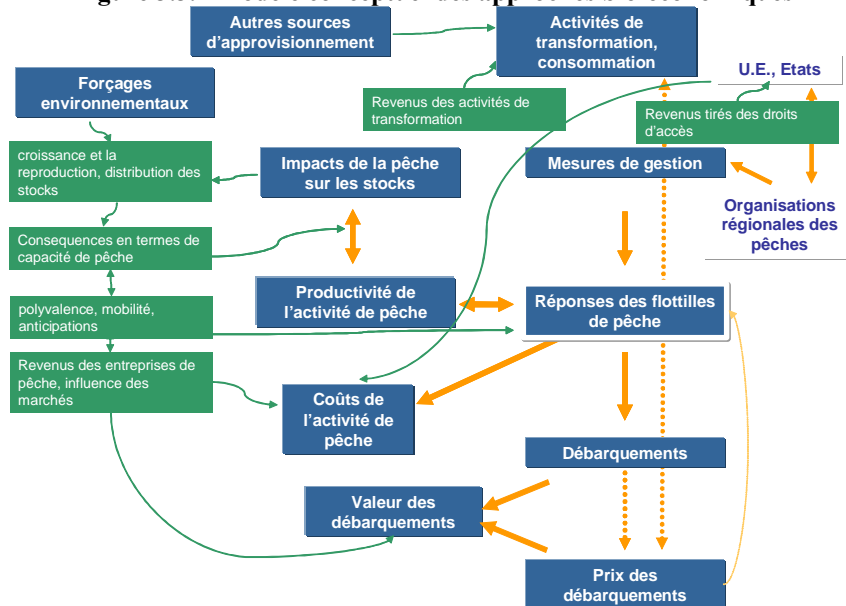 Autres sources
d'approvisionnement
Activités de
transformation,
consommation
U.E., Etats
Forçages
environnementaux
Revenus des activités de
transformation
Revenus tirés des droits
d'accès
croissance et la
reproduction, distribution des
stocks
Impacts de la pêche
sur les stocks
Mesures de gestion
Organisations
régionales des
pêches
Consequences en termes de
capacité de pêche
Productivité de
l'activité de pêche
Réponses des flottilles
de pêche
polyvalence, mobilité,
anticipations
Revenus des entreprises de
pêche, influence des
marchés
Coûts de
l'activité de
pêche
Débarquements
Valeur des
débarquements
Prix des
débarquements